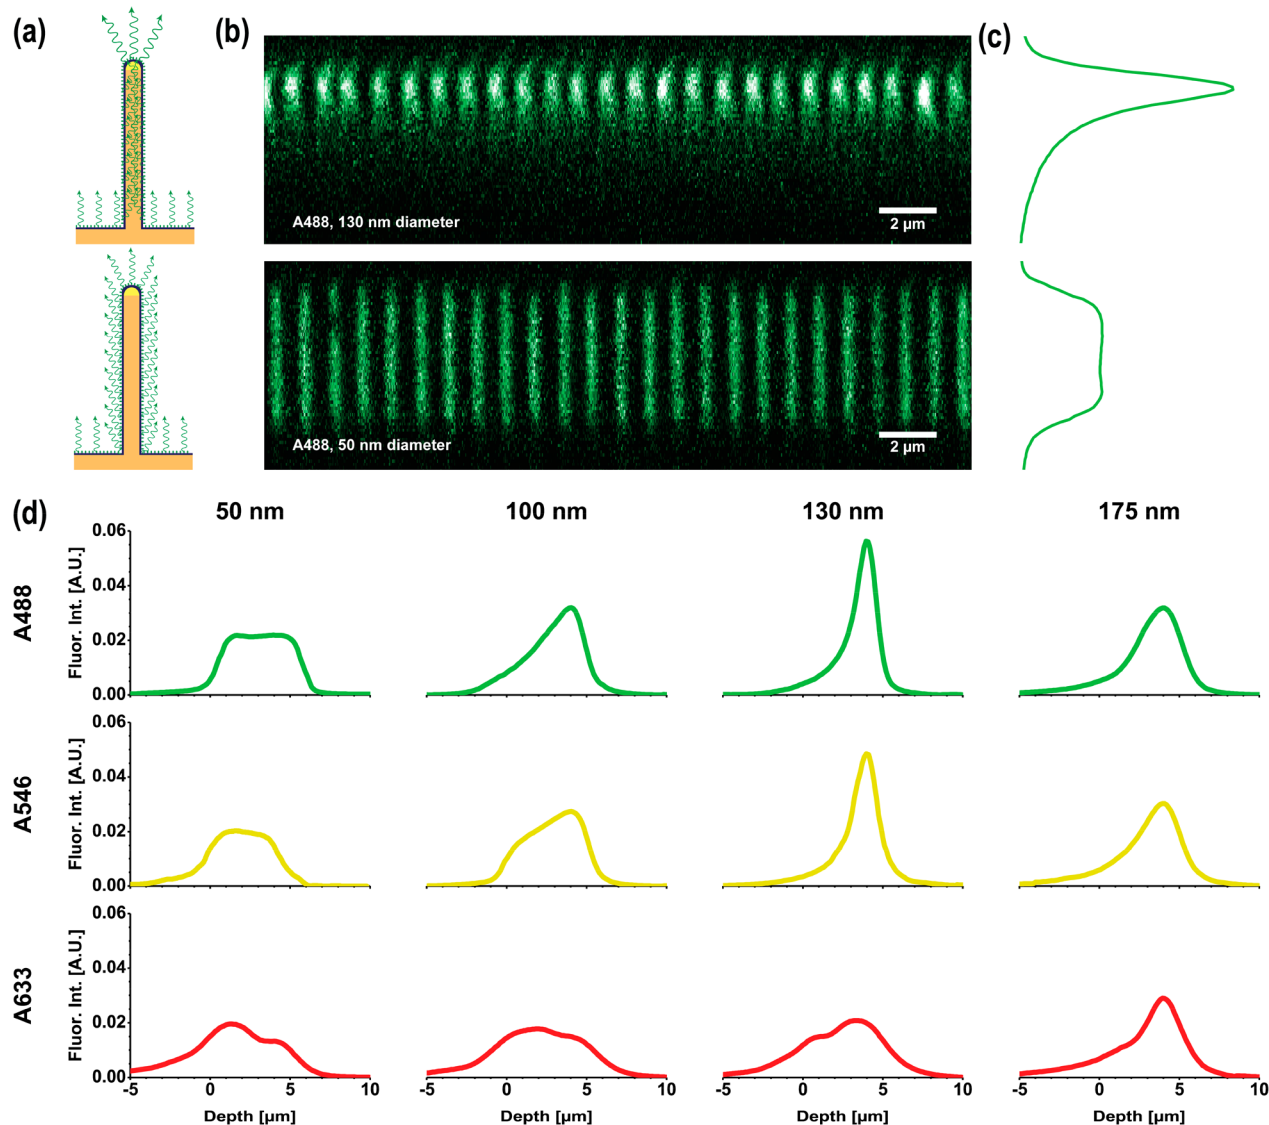 (a)
(b)
(c)
A488, 130 nm diameter
2 µm
A488, 50 nm diameter
2 µm
(d)
50 nm
100 nm
130 nm
175 nm
A488
Fluor. Int. [A.U.]
0.06
0.04
0.02
0.00
A546
Fluor. Int. [A.U.]
0.06
0.04
0.02
0.00
A633
Fluor. Int. [A.U.]
0.06
0.04
0.02
0.00
-5 0 5 10
-5 0 5 10
-5 0 5 10
-5 0 5 10
Depth [µm]
Depth [µm]
Depth [µm]
Depth [µm]